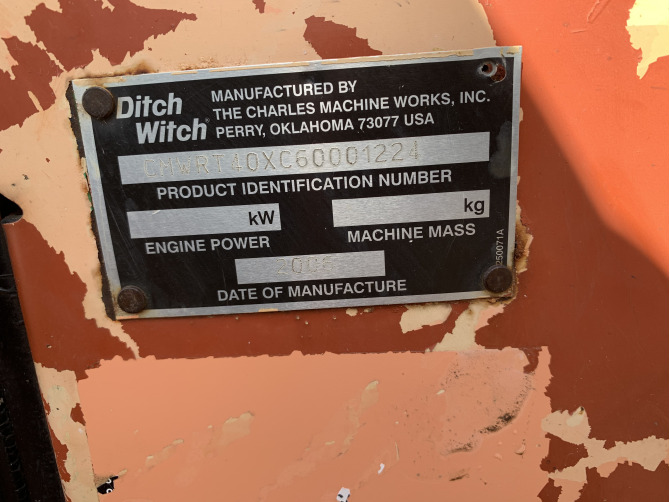 Ditch Witch®
MANUFACTURED BY
THE CHARLES MACHINE WORKS, INC.
PERRY, OKLAHOMA 73077 USA
CHWRT40XC60001224
PRODUCT IDENTIFICATION NUMBER
kW
kg
ENGINE POWER
MACHINE MASS
DATE OF MANUFACTURE
250071A